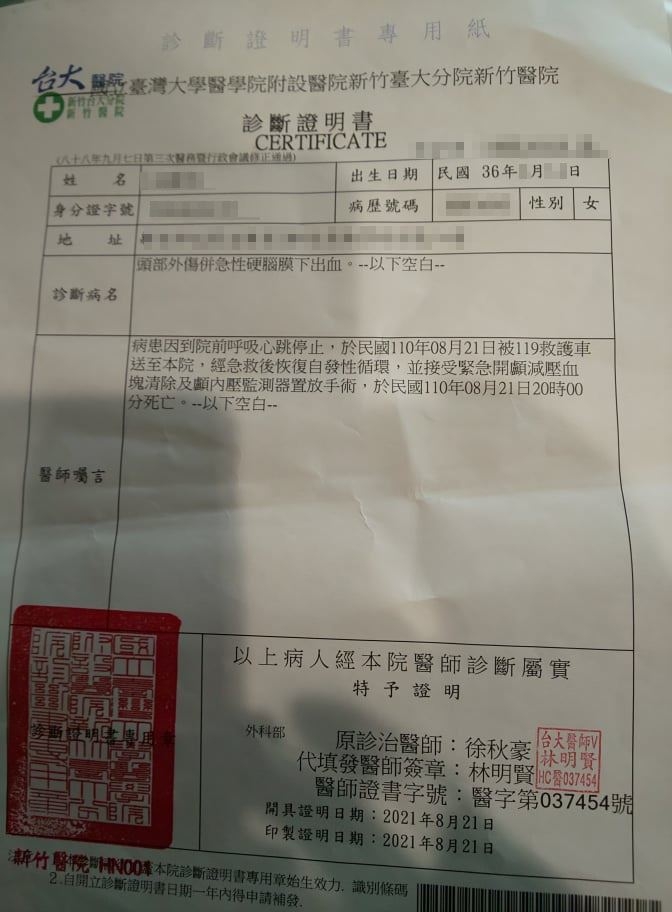 診斷證明書專用紙
台大醫院
新竹台大分院
新竹醫院
國立臺灣大學醫學院附設醫院新竹臺大分院新竹醫院
診斷證明書
CERTIFICATE
(八十八年九月七日第三次醫務暨行政會議修正通過)
姓 名 出生日期 民國 36年 月 日
身分證字號 病歷號碼 性別 女
地 址
診斷病名 頭部外傷併急性硬腦膜下出血。--以下空白--
醫師囑言
病患因到院前呼吸心跳停止，於民國110年08月21日被119救護車
送至本院，經急救後恢復自發性循環，並接受緊急開顱減壓血
塊清除及顱內壓監測器置放手術，於民國110年08月21日20時00
分死亡。--以下空白--
以上病人經本院醫師診斷屬實
特予證明
診斷證明書專用章
外科部
原診治醫師：徐秋豪
代填發醫師簽章：林明賢
醫師證書字號：醫字第037454號
台大醫師V
林明賢
HC醫037454
開具證明日期：2021年8月21日
印製證明日期：2021年8月21日
新竹醫院 HN002
本院診斷證明書專用章始生效力. 識別條碼
2.自開立診斷證明書日期一年內得申請補發.